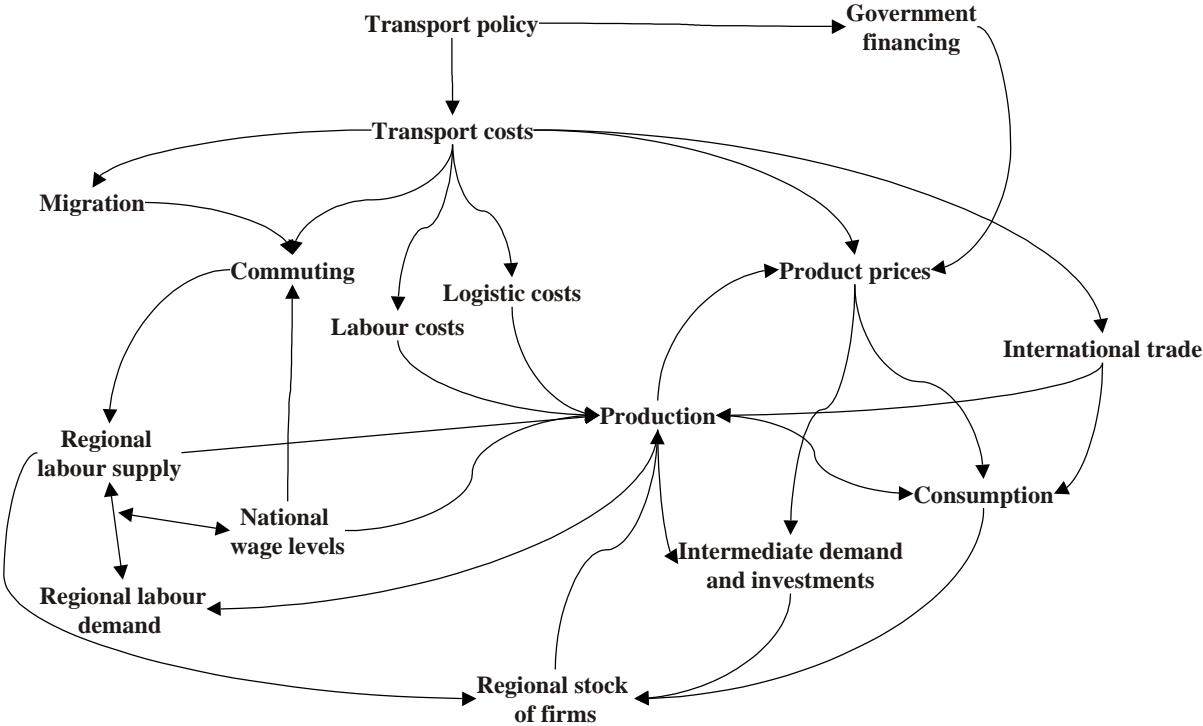 Transport policy
Government
financing
Transport costs
Migration
Commuting
Product prices
Logistic costs
Labour costs
International trade
Production
Regional
labour supply
Consumption
National
wage levels
Intermediate demand
and investments
Regional labour
demand
Regional stock
of firms